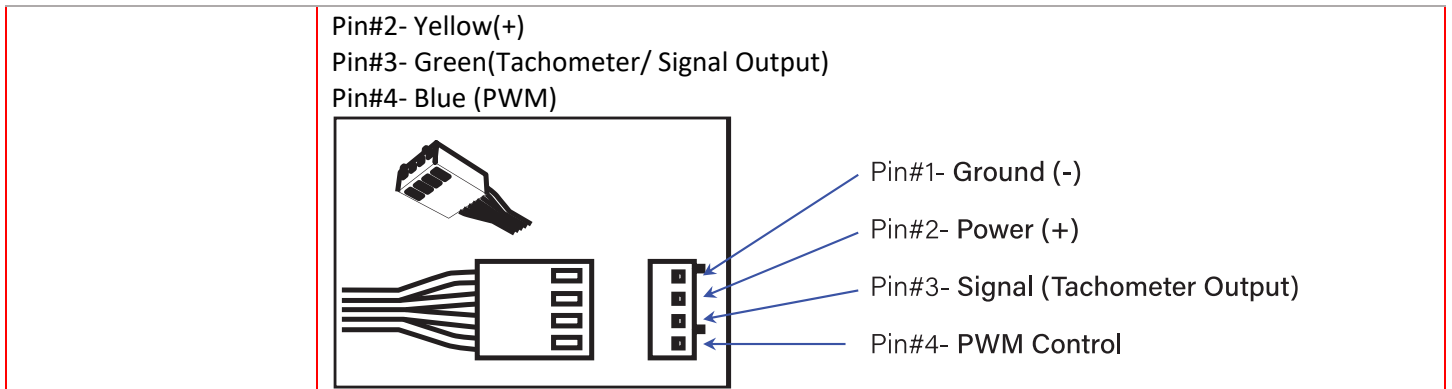 Pin#2- Yellow(+)
Pin#3- Green(Tachometer/ Signal Output)
Pin#4- Blue (PWM)
Pin#1- Ground (-)
Pin#2- Power (+)
Pin#3- Signal (Tachometer Output)
Pin#4- PWM Control